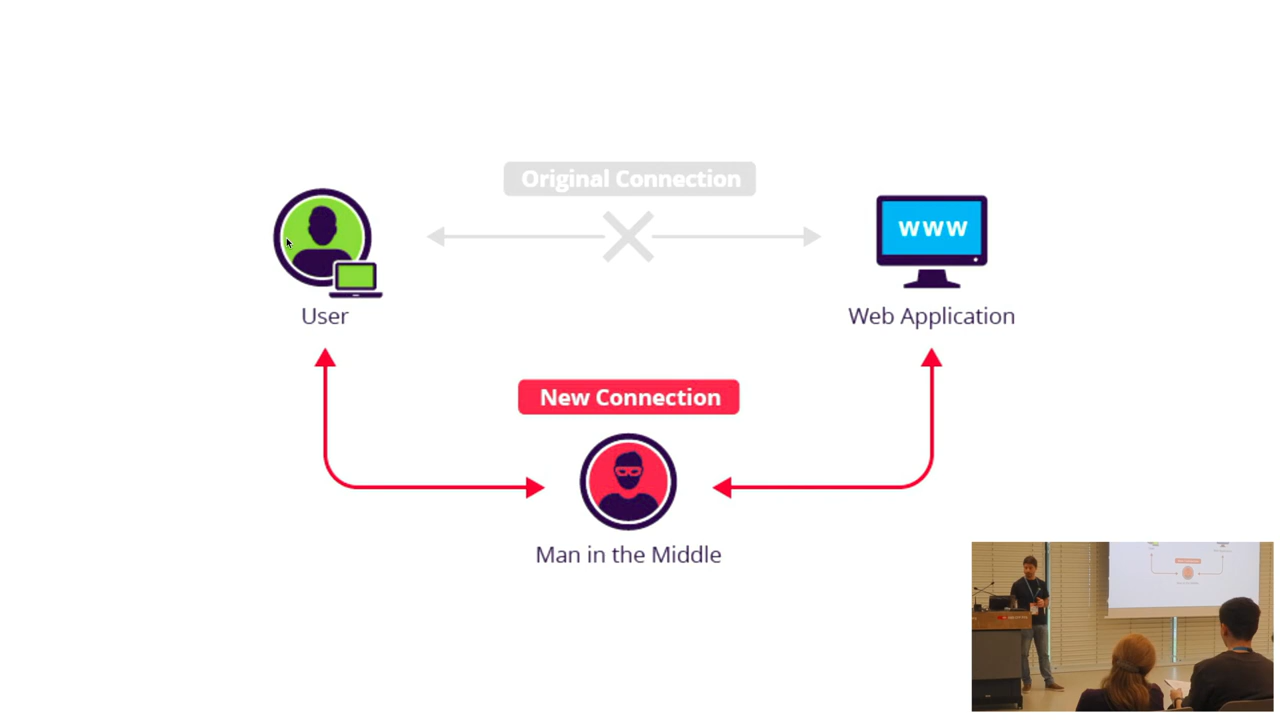 Original Connection
www
User
Web Application
New Connection
Man in the Middle